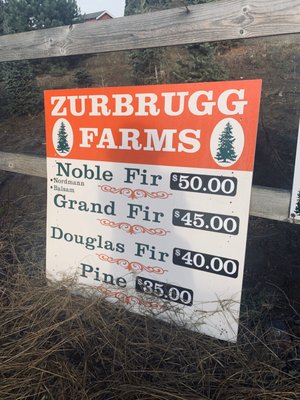 ZURBRUGG
FARMS
Noble Fir $50.00
• Nordmann
• Balsam
Grand Fir $45.00
Douglas Fir $40.00
Pine $35.00